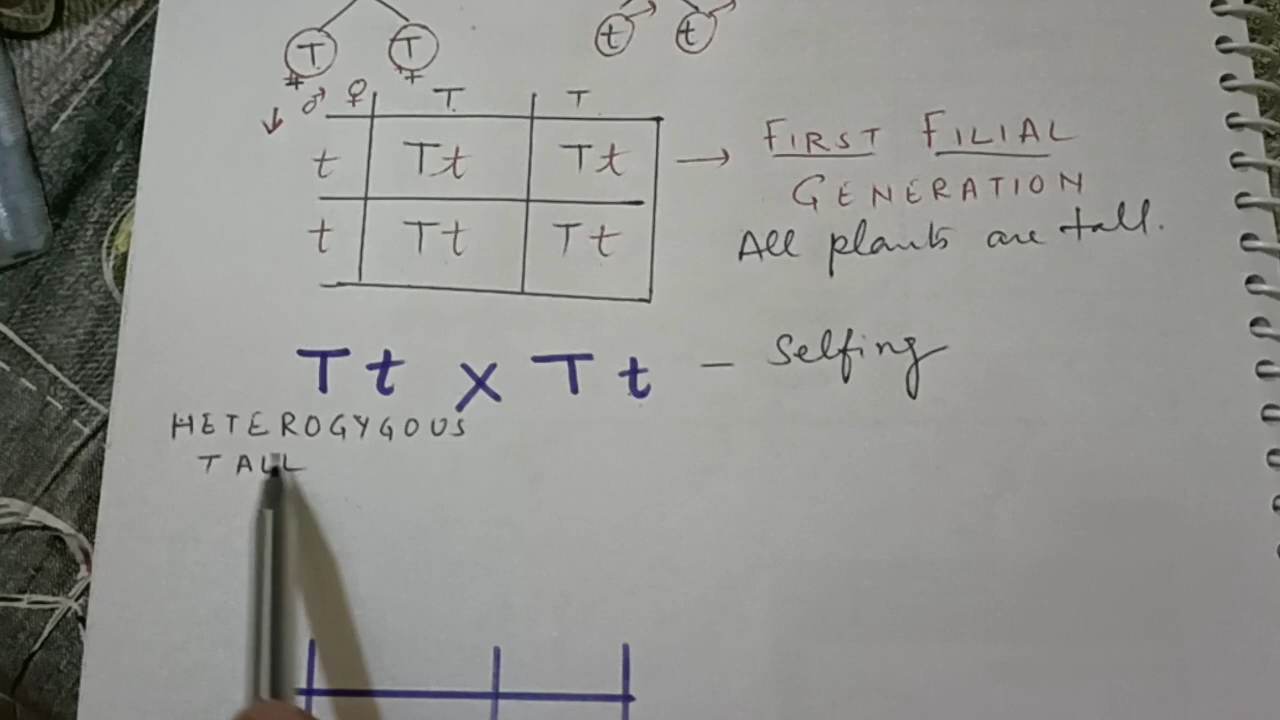 T T t t
♂ ♀ T T
t Tt Tt → FIRST FILIAL
GENERATION
t Tt Tt All plants are tall.
Tt X Tt - Selfing
HETEROGYGOUS
TALL